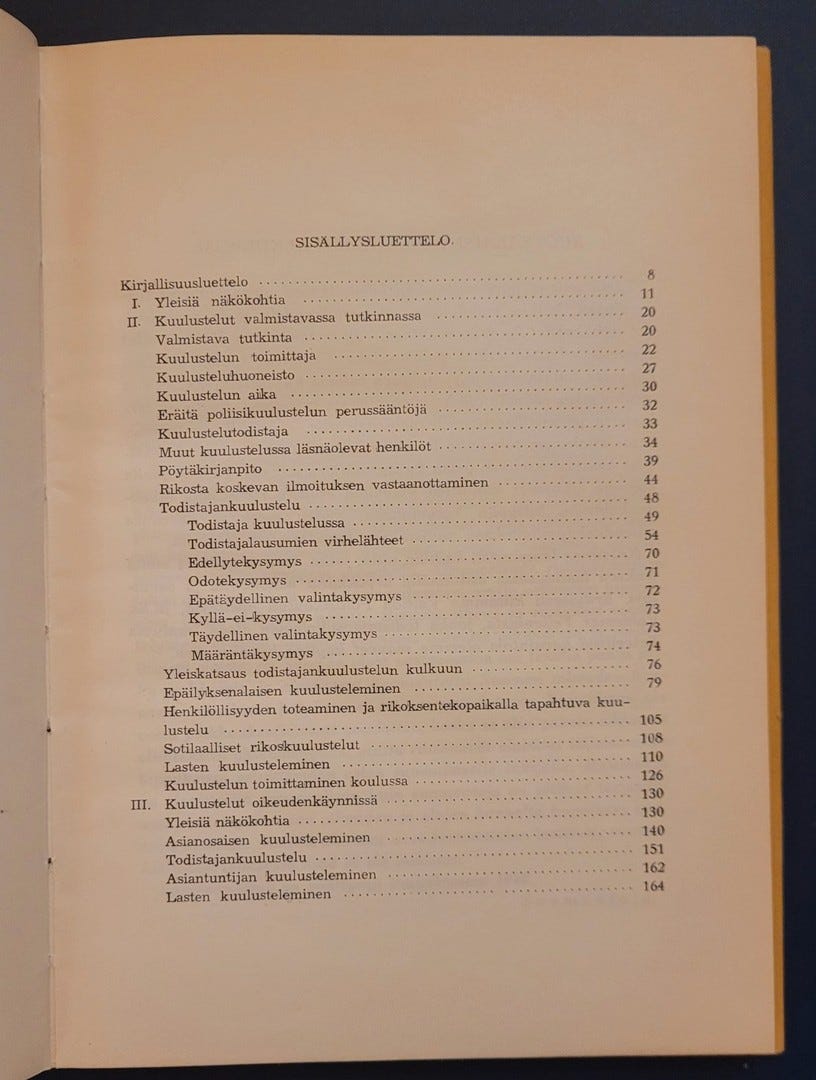 SISÄLLYSLUETTELO.
Kirjallisuusluettelo 8
I. Yleisiä näkökohtia 11
II. Kuulustelut valmistavassa tutkinnassa 20
Valmistava tutkinta 20
Kuulustelun toimittaja 22
Kuulusteluhuoneisto 27
Kuulustelun aika 30
Eräitä poliisikuulustelun perussääntöjä 32
Kuulustelutodistaja 33
Muut kuulustelussa läsnäolevat henkilöt 34
Pöytäkirjanpito 39
Rikosta koskevan ilmoituksen vastaanottaminen 44
Todistajankuulustelu 48
Todistaja kuulustelussa 49
Todistajalausumien virhelähteet 54
Edellytekysymys 70
Odotekysymys 71
Epätäydellinen valintakysymys 72
Kyllä-ei-kysymys 73
Täydellinen valintakysymys 73
Määräntäkysymys 74
Yleiskatsaus todistajankuulustelun kulkuun 76
Epäilyksenalaisen kuulusteleminen 79
Henkilöllisyyden toteaminen ja rikoksentekopaikalla tapahtuva kuu-
lustelu 105
Sotilaalliset rikoskuulustelut 108
Lasten kuulusteleminen 110
Kuulustelun toimittaminen koulussa 126
III. Kuulustelut oikeudenkäynnissä 130
Yleisiä näkökohtia 130
Asianosaisen kuulusteleminen 140
Todistajankuulustelu 151
Asiantuntijan kuulusteleminen 162
Lasten kuulusteleminen 164